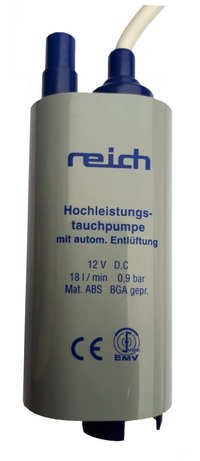 reich
Hochleistungs-
tauchpumpe
mit autom. Entlüftung
12 V D.C
18 l / min 0,9 bar
Mat. ABS BGA gepr.
CE
EMV